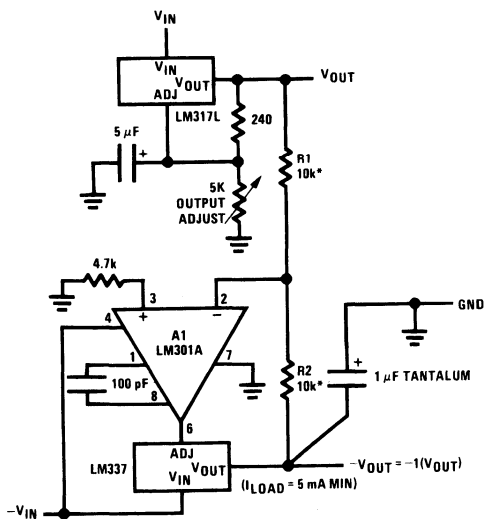 VIN
VIN
VOUT
ADJ
LM317L
VOUT
5 μF
+
240
R1
10k*
5K
OUTPUT
ADJUST
4.7k
3
2
+
−
4
A1
LM301A
1
7
100 pF
8
6
R2
10k*
GND
+
1 μF TANTALUM
LM337
ADJ
VOUT
VIN
−VOUT = −1(VOUT)
(ILOAD = 5 mA MIN)
−VIN